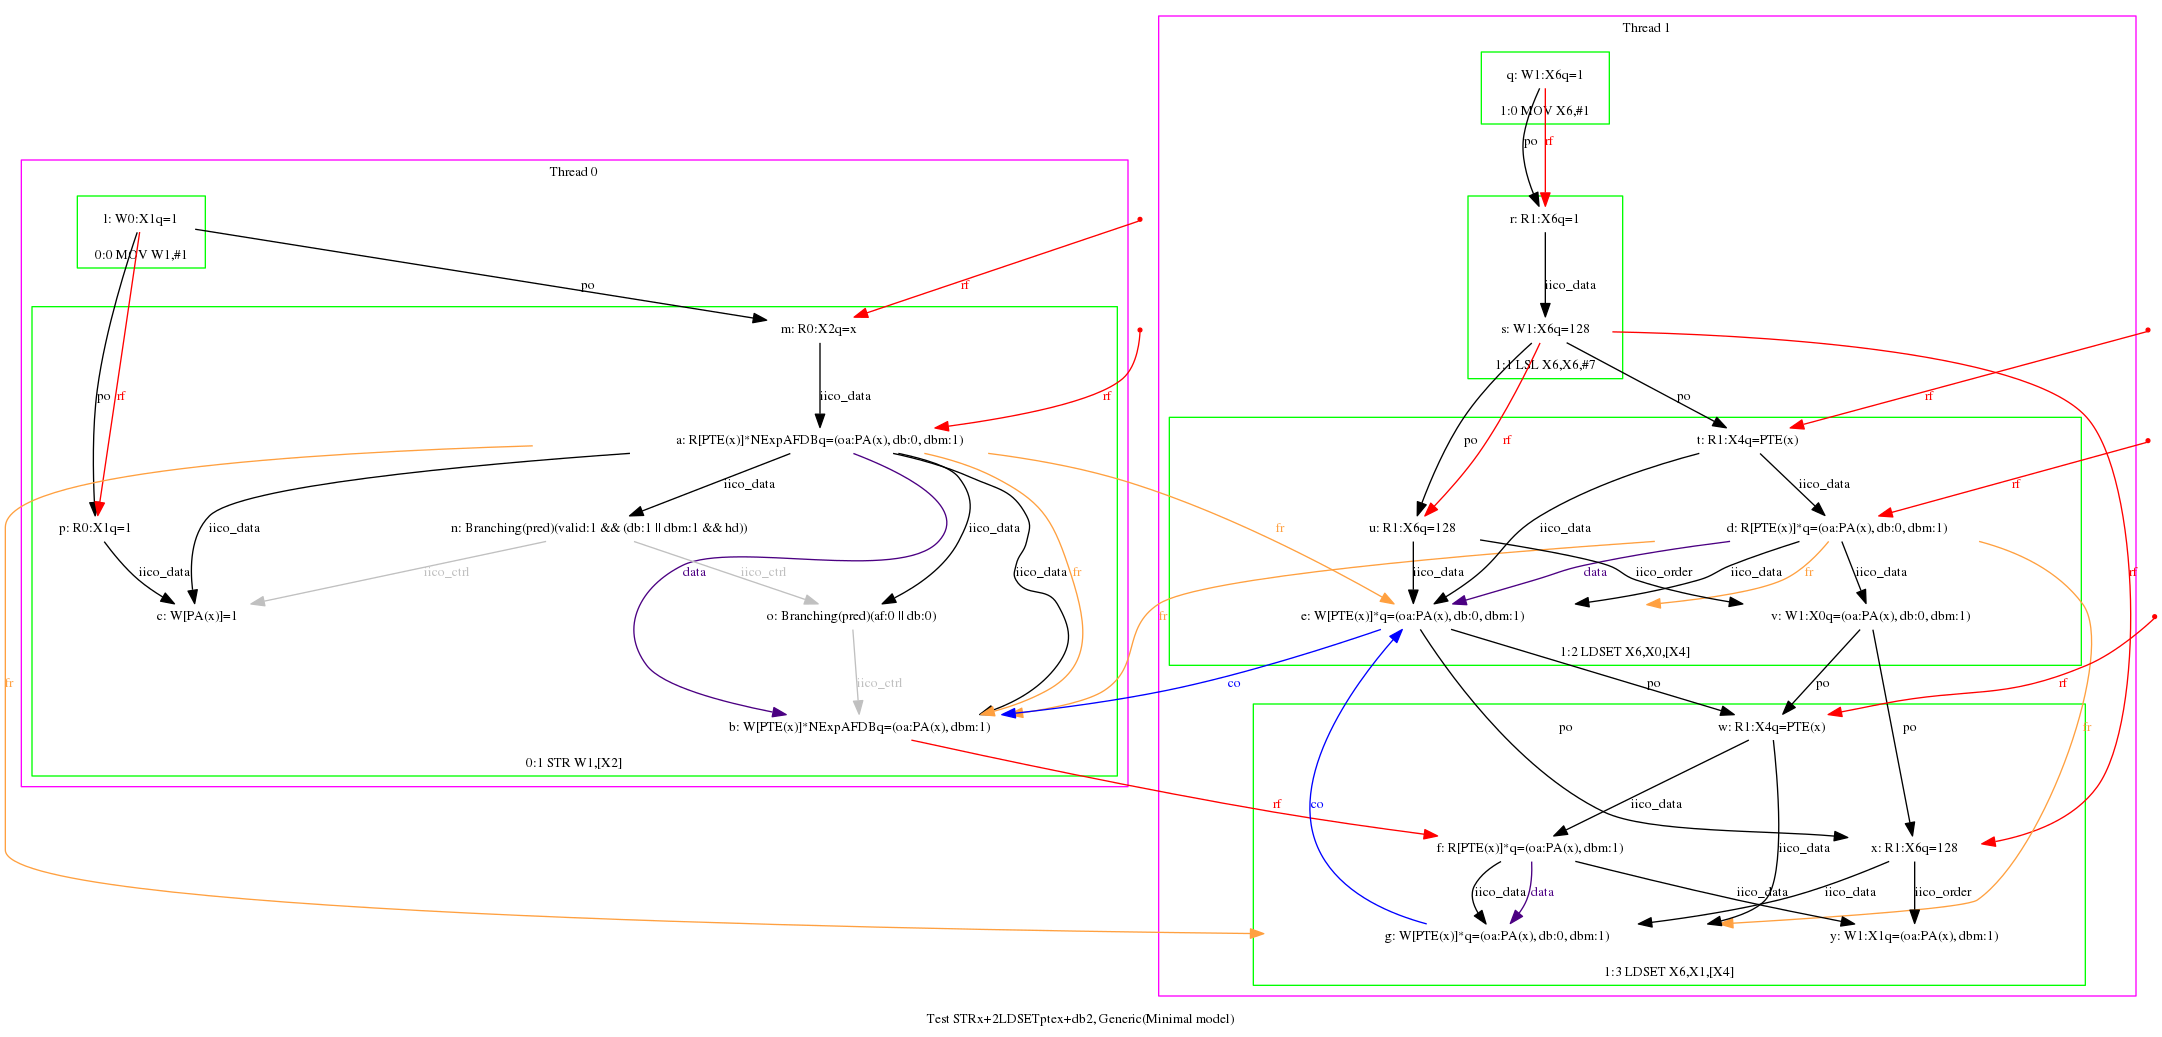 Thread 1
q: W1:X6q=1
1:0 MOV X6,#1
po
rf
Thread 0
l: W0:X1q=1
r: R1:X6q=1
0:0 MOV W1,#1
po
rf
iico_data
m: R0:X2q=x
s: W1:X6q=128
1:1 LSL X6,X6,#7
po
rf
iico_data
rf
po
rf
a: R[PTE(x)]*NExpAFDBq=(oa:PA(x), db:0, dbm:1)
po
rf
t: R1:X4q=PTE(x)
iico_data
iico_data
rf
p: R0:X1q=1
iico_data
n: Branching(pred)(valid:1 && (db:1 || dbm:1 && hd))
iico_data
fr
u: R1:X6q=128
iico_data
d: R[PTE(x)]*q=(oa:PA(x), db:0, dbm:1)
iico_data
iico_ctrl
data
iico_ctrl
iico_data
fr
iico_data
data
iico_order
iico_data
fr
iico_data
rf
c: W[PA(x)]=1
o: Branching(pred)(af:0 || db:0)
fr
e: W[PTE(x)]*q=(oa:PA(x), db:0, dbm:1)
v: W1:X0q=(oa:PA(x), db:0, dbm:1)
1:2 LDSET X6,X0,[X4]
fr
iico_ctrl
co
po
po
rf
b: W[PTE(x)]*NExpAFDBq=(oa:PA(x), dbm:1)
po
w: R1:X4q=PTE(x)
po
fr
0:1 STR W1,[X2]
rf
co
iico_data
f: R[PTE(x)]*q=(oa:PA(x), dbm:1)
iico_data
x: R1:X6q=128
iico_data
data
iico_data
iico_data
iico_order
g: W[PTE(x)]*q=(oa:PA(x), db:0, dbm:1)
y: W1:X1q=(oa:PA(x), dbm:1)
1:3 LDSET X6,X1,[X4]
Test STRx+2LDSETptex+db2, Generic(Minimal model)